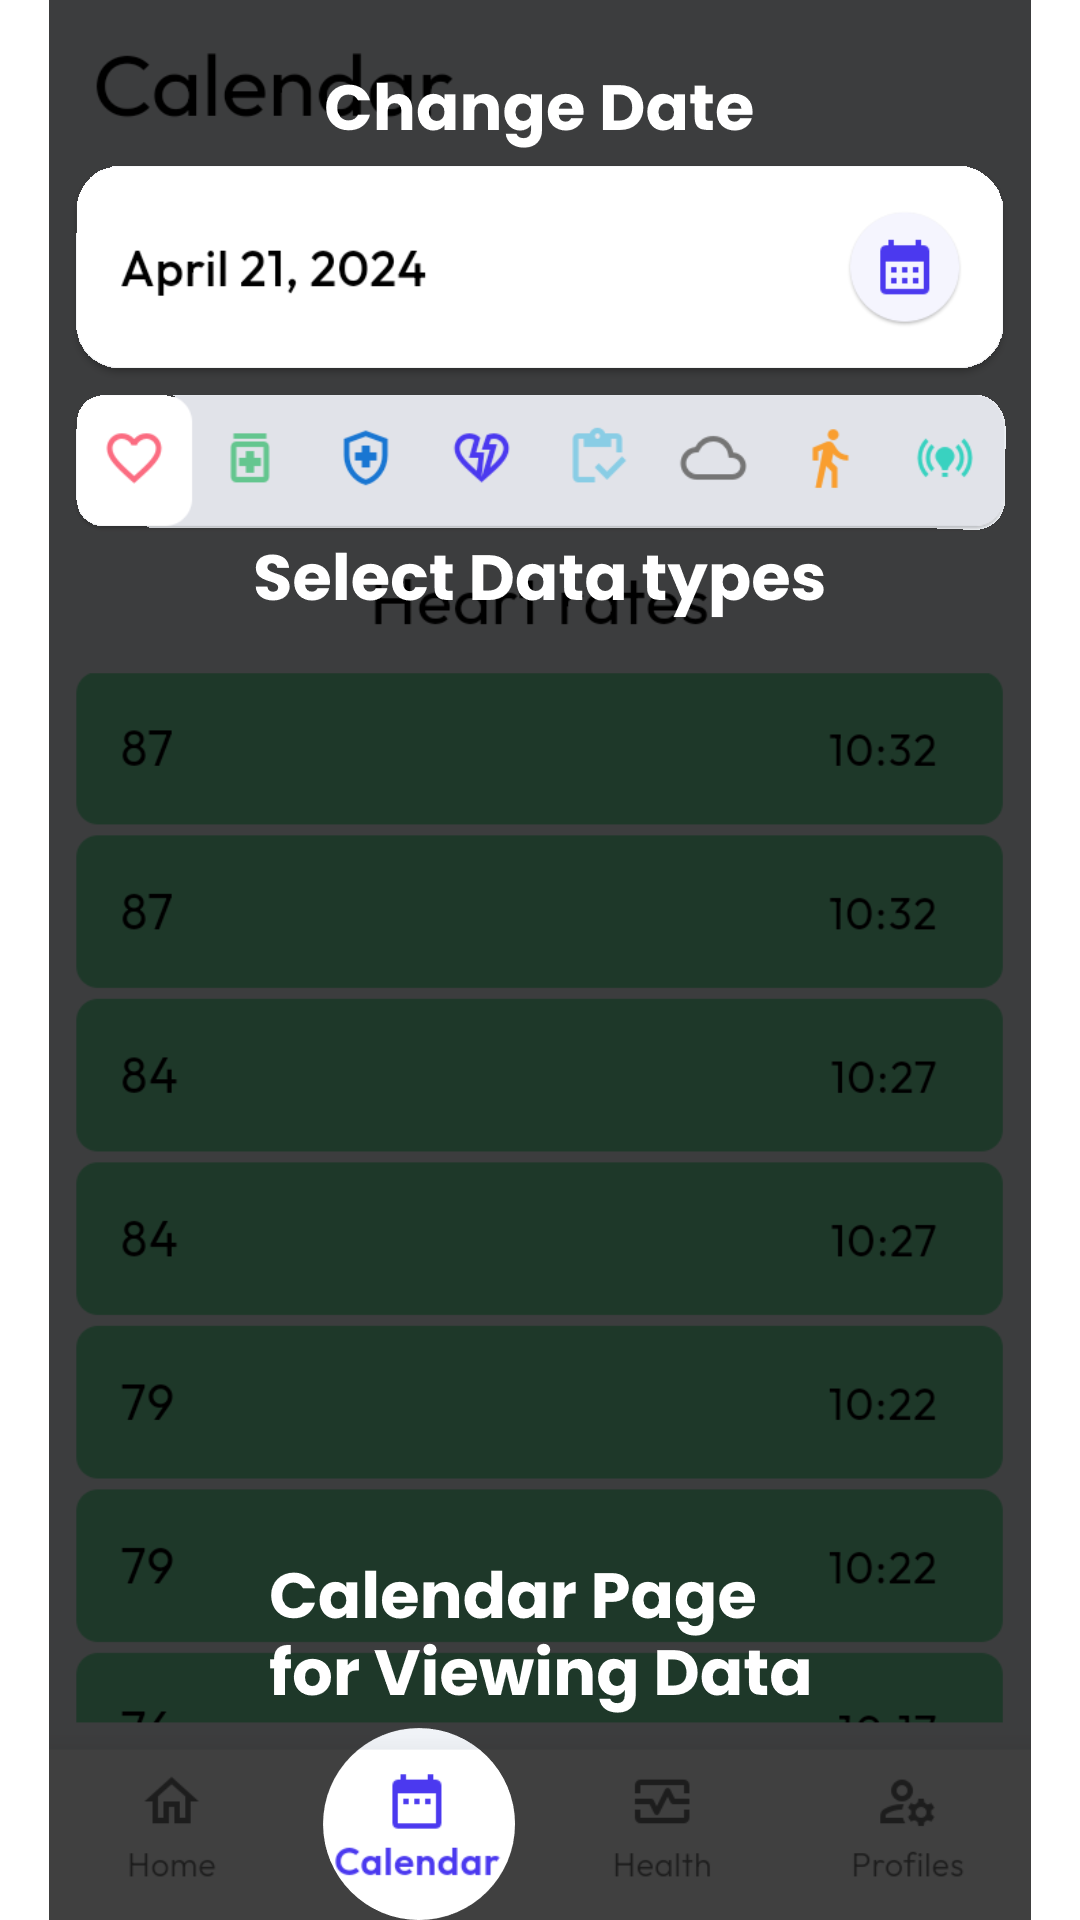 Calendar
Change Date
April 21, 2024
Select Data types
Heart rates
87 10:32
87 10:32
84 10:27
84 10:27
79 10:22
79 10:22
Calendar Page
for Viewing Data
10:17
Home Calendar Health Profiles